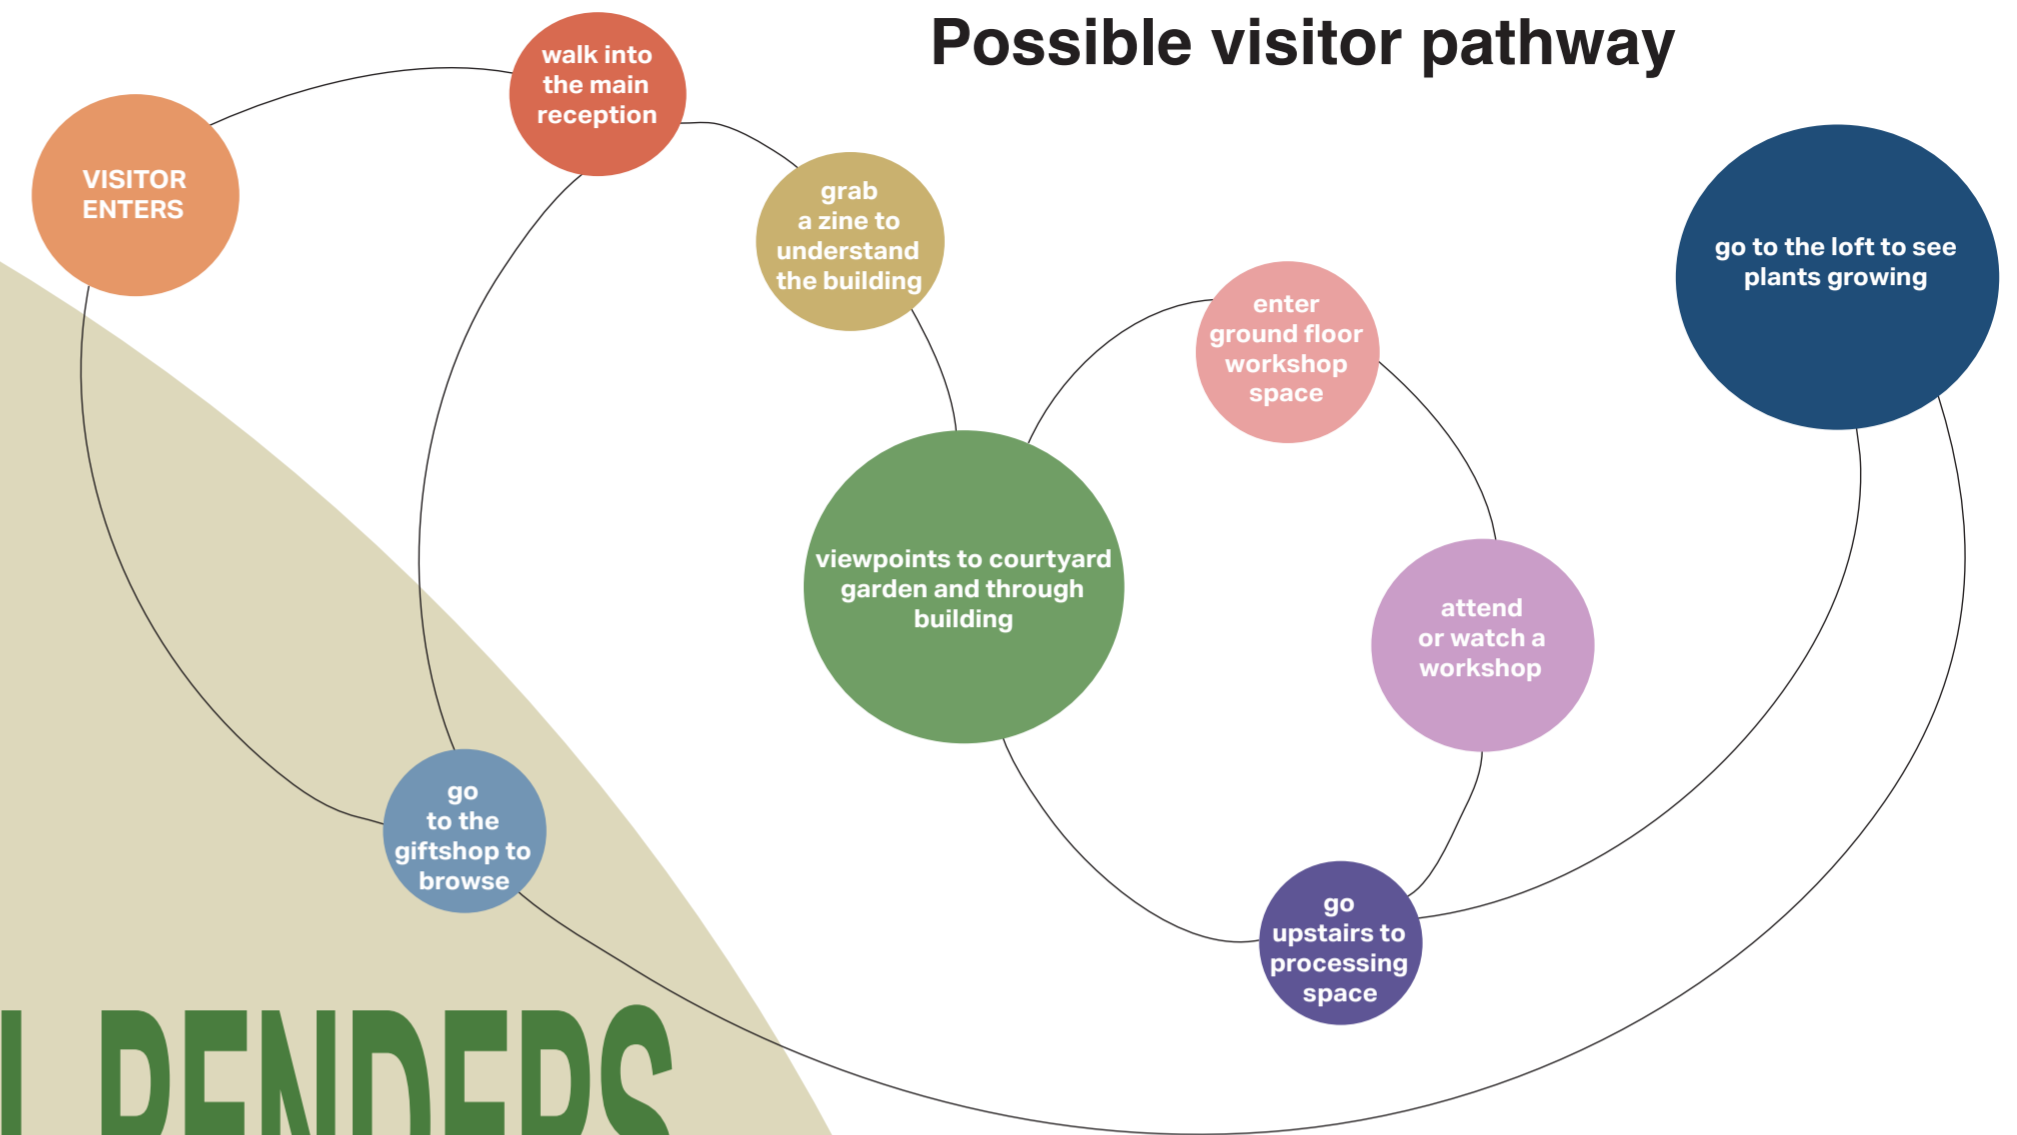 Possible visitor pathway
VISITOR
ENTERS
walk into
the main
reception
grab
a zine to
understand
the building
viewpoints to courtyard
garden and through
building
enter
ground floor
workshop
space
attend
or watch a
workshop
go
upstairs to
processing
space
go to the loft to see
plants growing
go
to the
giftshop to
browse
RENDERS